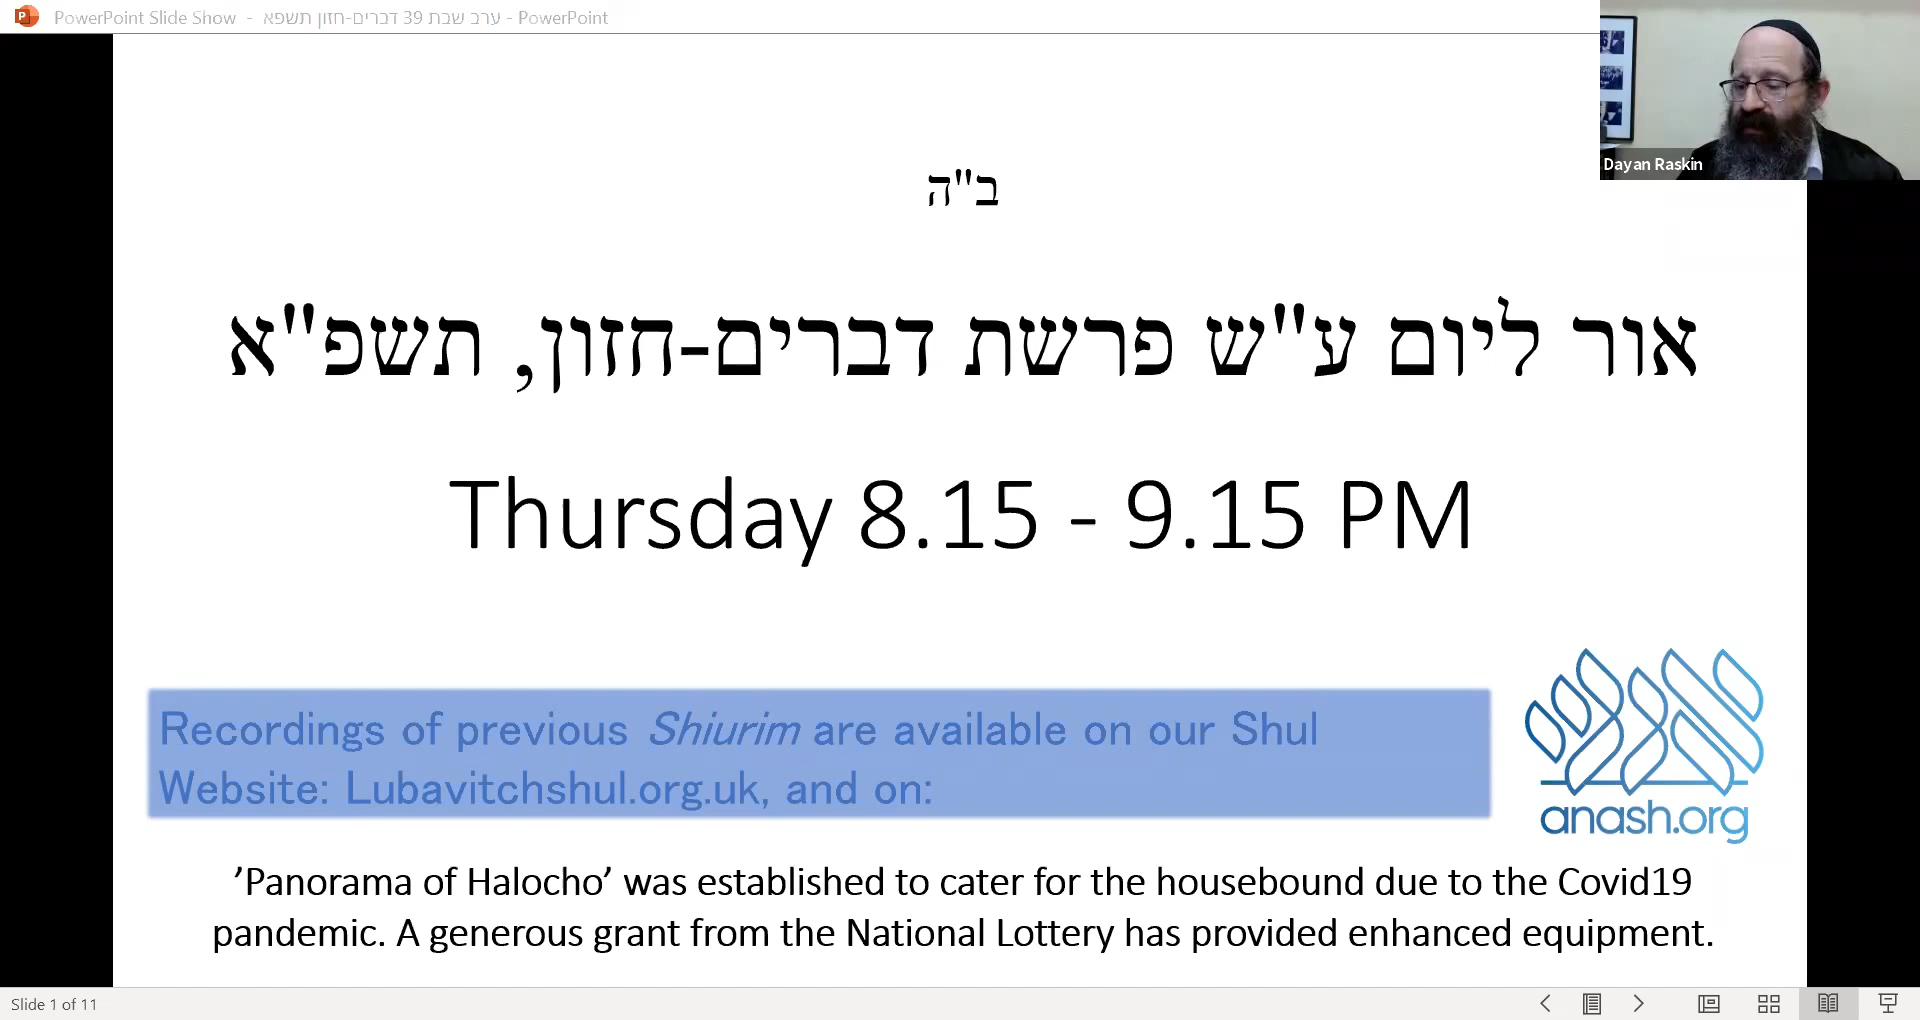 PowerPoint Slide Show - ערב שבת 39 דברים-חזון תשפא - PowerPoint
Dayan Raskin
ב"ה
אור ליום ע"ש פרשת דברים-חזון, תשפ"א
Thursday 8.15 - 9.15 PM
Recordings of previous Shiurim are available on our Shul
Website: Lubavitchshul.org.uk, and on:
אנש
anash.org
’Panorama of Halocho’ was established to cater for the housebound due to the Covid19
pandemic. A generous grant from the National Lottery has provided enhanced equipment.
Slide 1 of 11